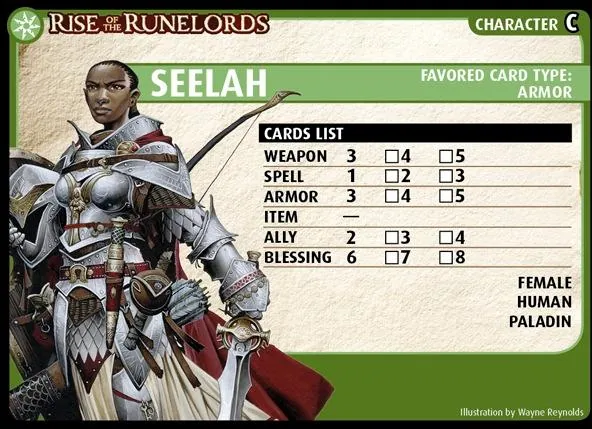 RISE OF THE RUNELORDS
CHARACTER C
SEELAH
FAVORED CARD TYPE:
ARMOR
CARDS LIST
WEAPON 3 □4 □5
SPELL 1 □2 □3
ARMOR 3 □4 □5
ITEM —
ALLY 2 □3 □4
BLESSING 6 □7 □8
FEMALE
HUMAN
PALADIN
Illustration by Wayne Reynolds